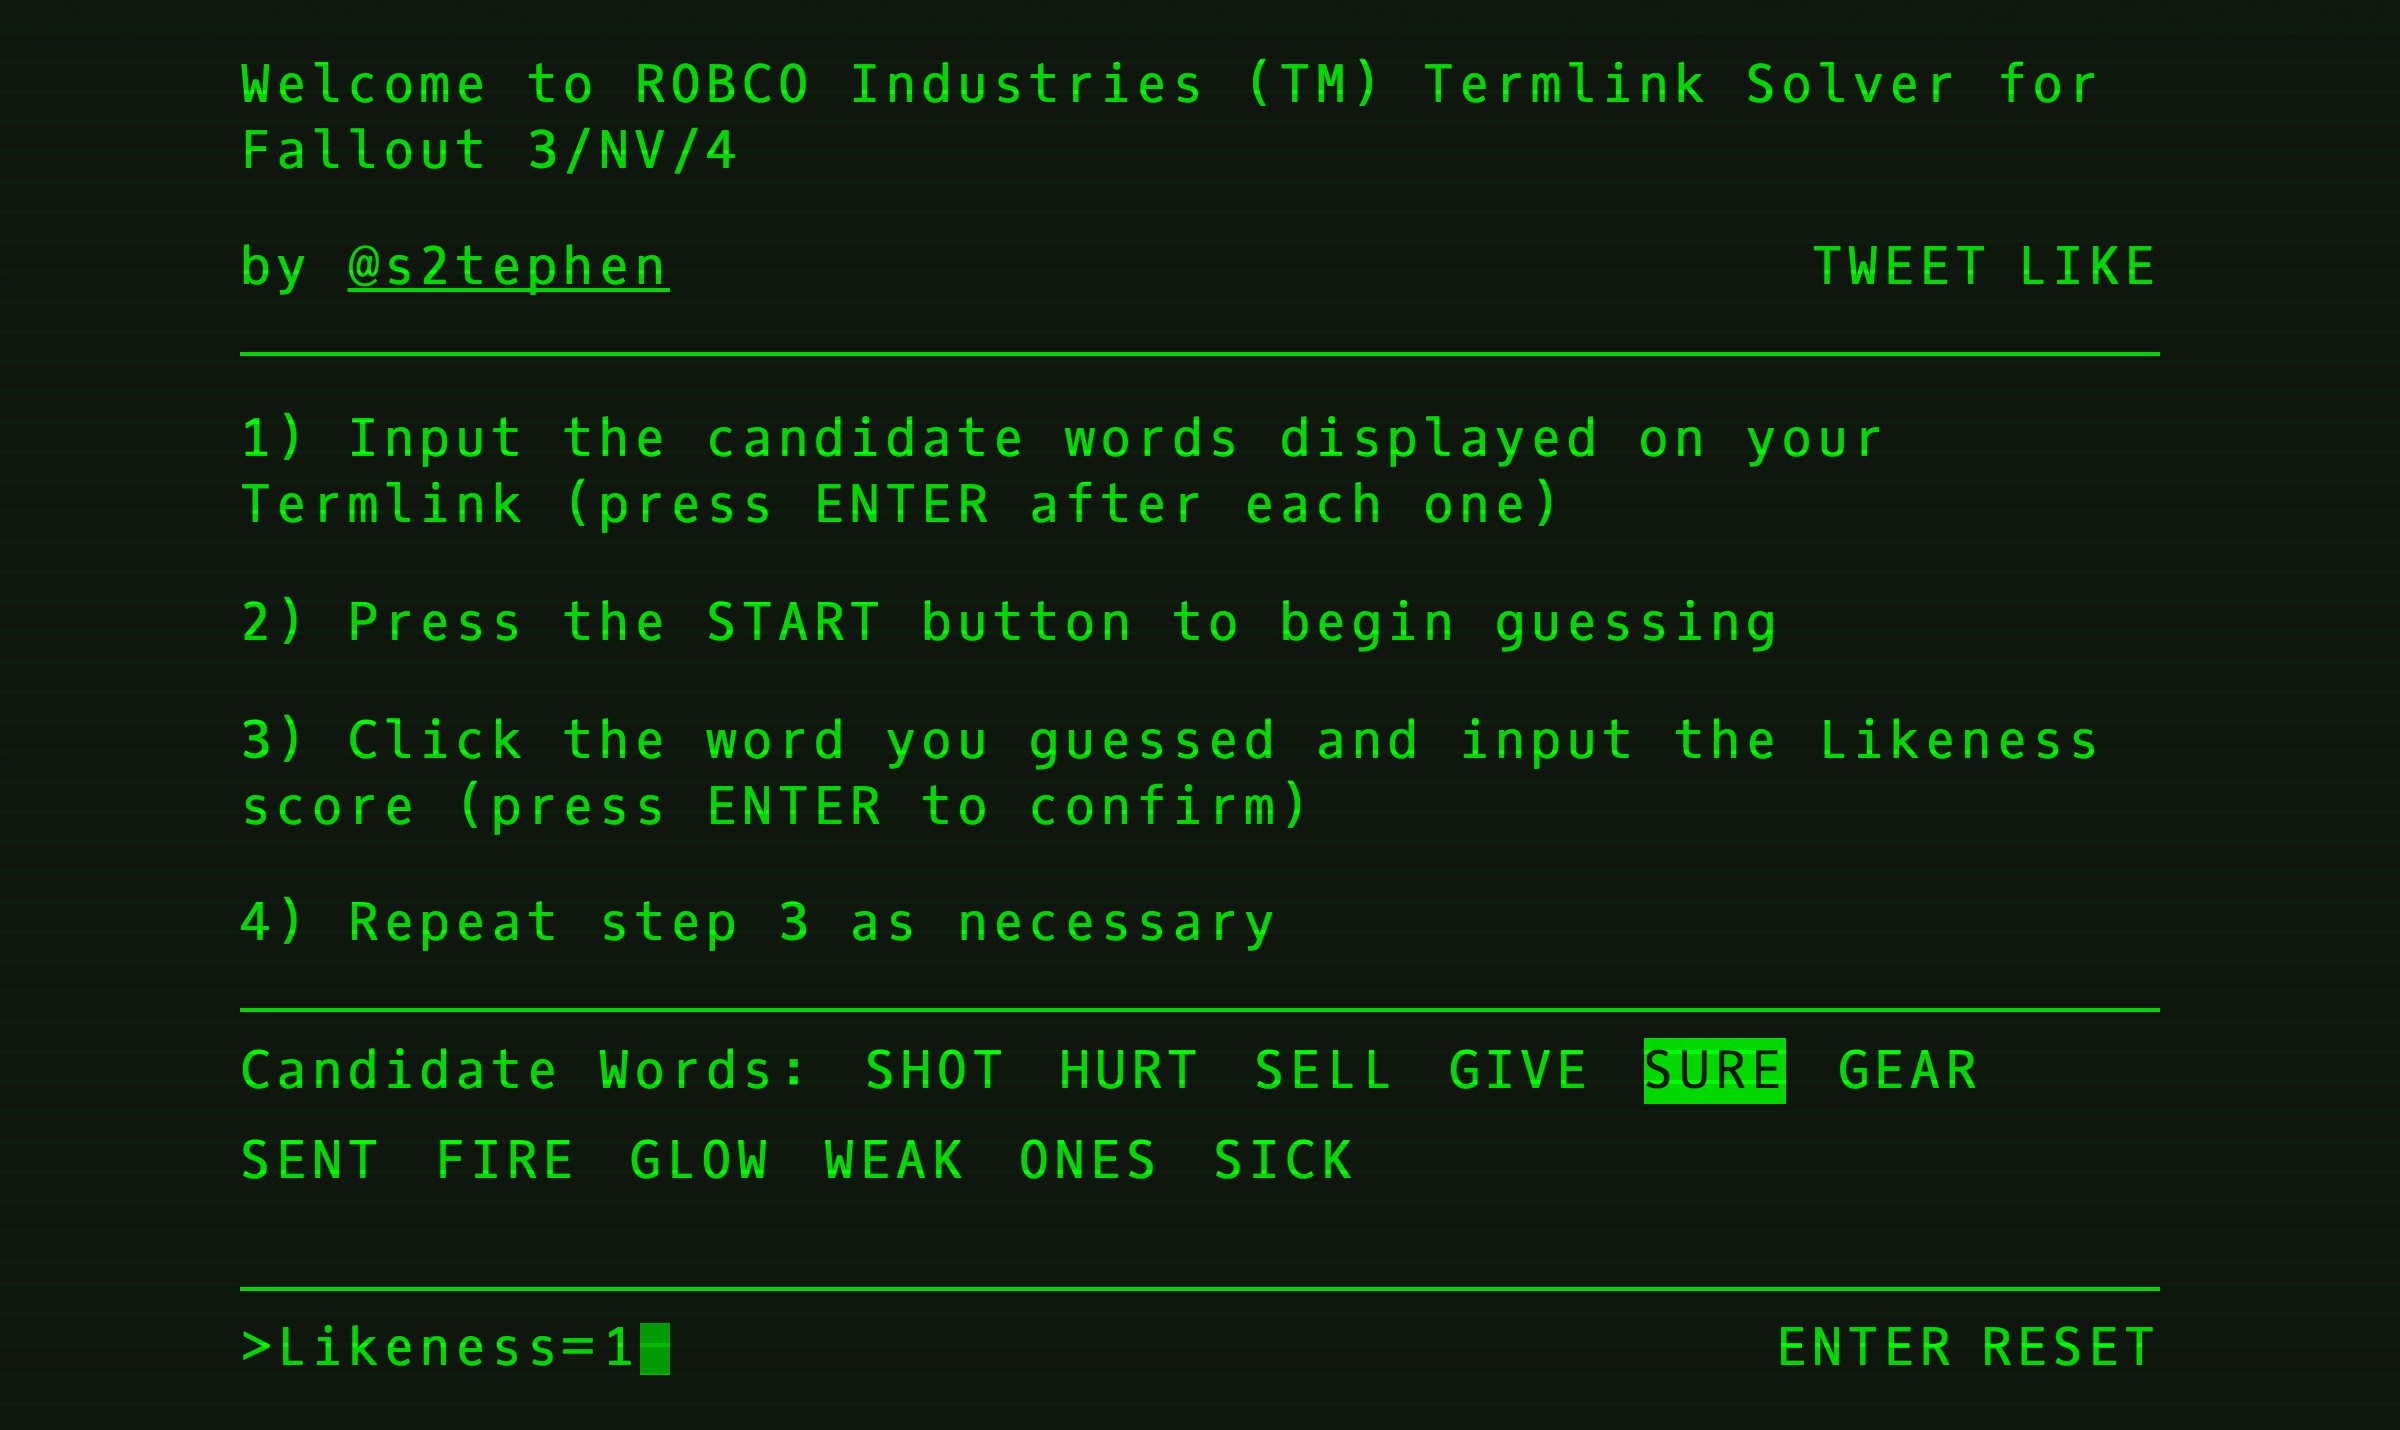 Welcome to ROBCO Industries (TM) Termlink Solver for
Fallout 3/NV/4
by @s2tephen TWEET LIKE
1) Input the candidate words displayed on your
Termlink (press ENTER after each one)
2) Press the START button to begin guessing
3) Click the word you guessed and input the Likeness
score (press ENTER to confirm)
4) Repeat step 3 as necessary
Candidate Words: SHOT HURT SELL GIVE SURE GEAR
SENT FIRE GLOW WEAK ONES SICK
>Likeness=1 ENTER RESET